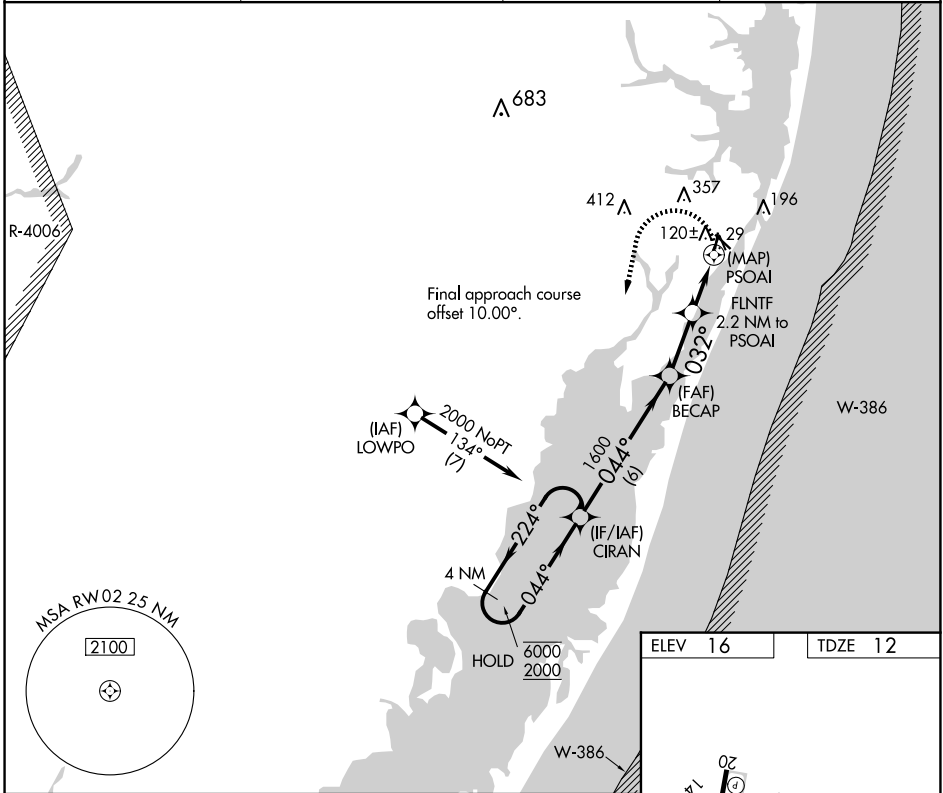 683
R-4006
412
357
196
120±
29
(MAP)
PSOAI
Final approach course
offset 10.00°.
FLNTF
2.2 NM to
PSOAI
032°
(FAF)
BECAP
W-386
(IAF)
LOWPO
2000 NoPT
134°
(7)
1600
044°
(6)
(IF/IAF)
CIRAN
224°
4 NM
044°
HOLD
6000
2000
MSA RW02 25 NM
2100
ELEV 16
TDZE 12
W-386
20
14
P